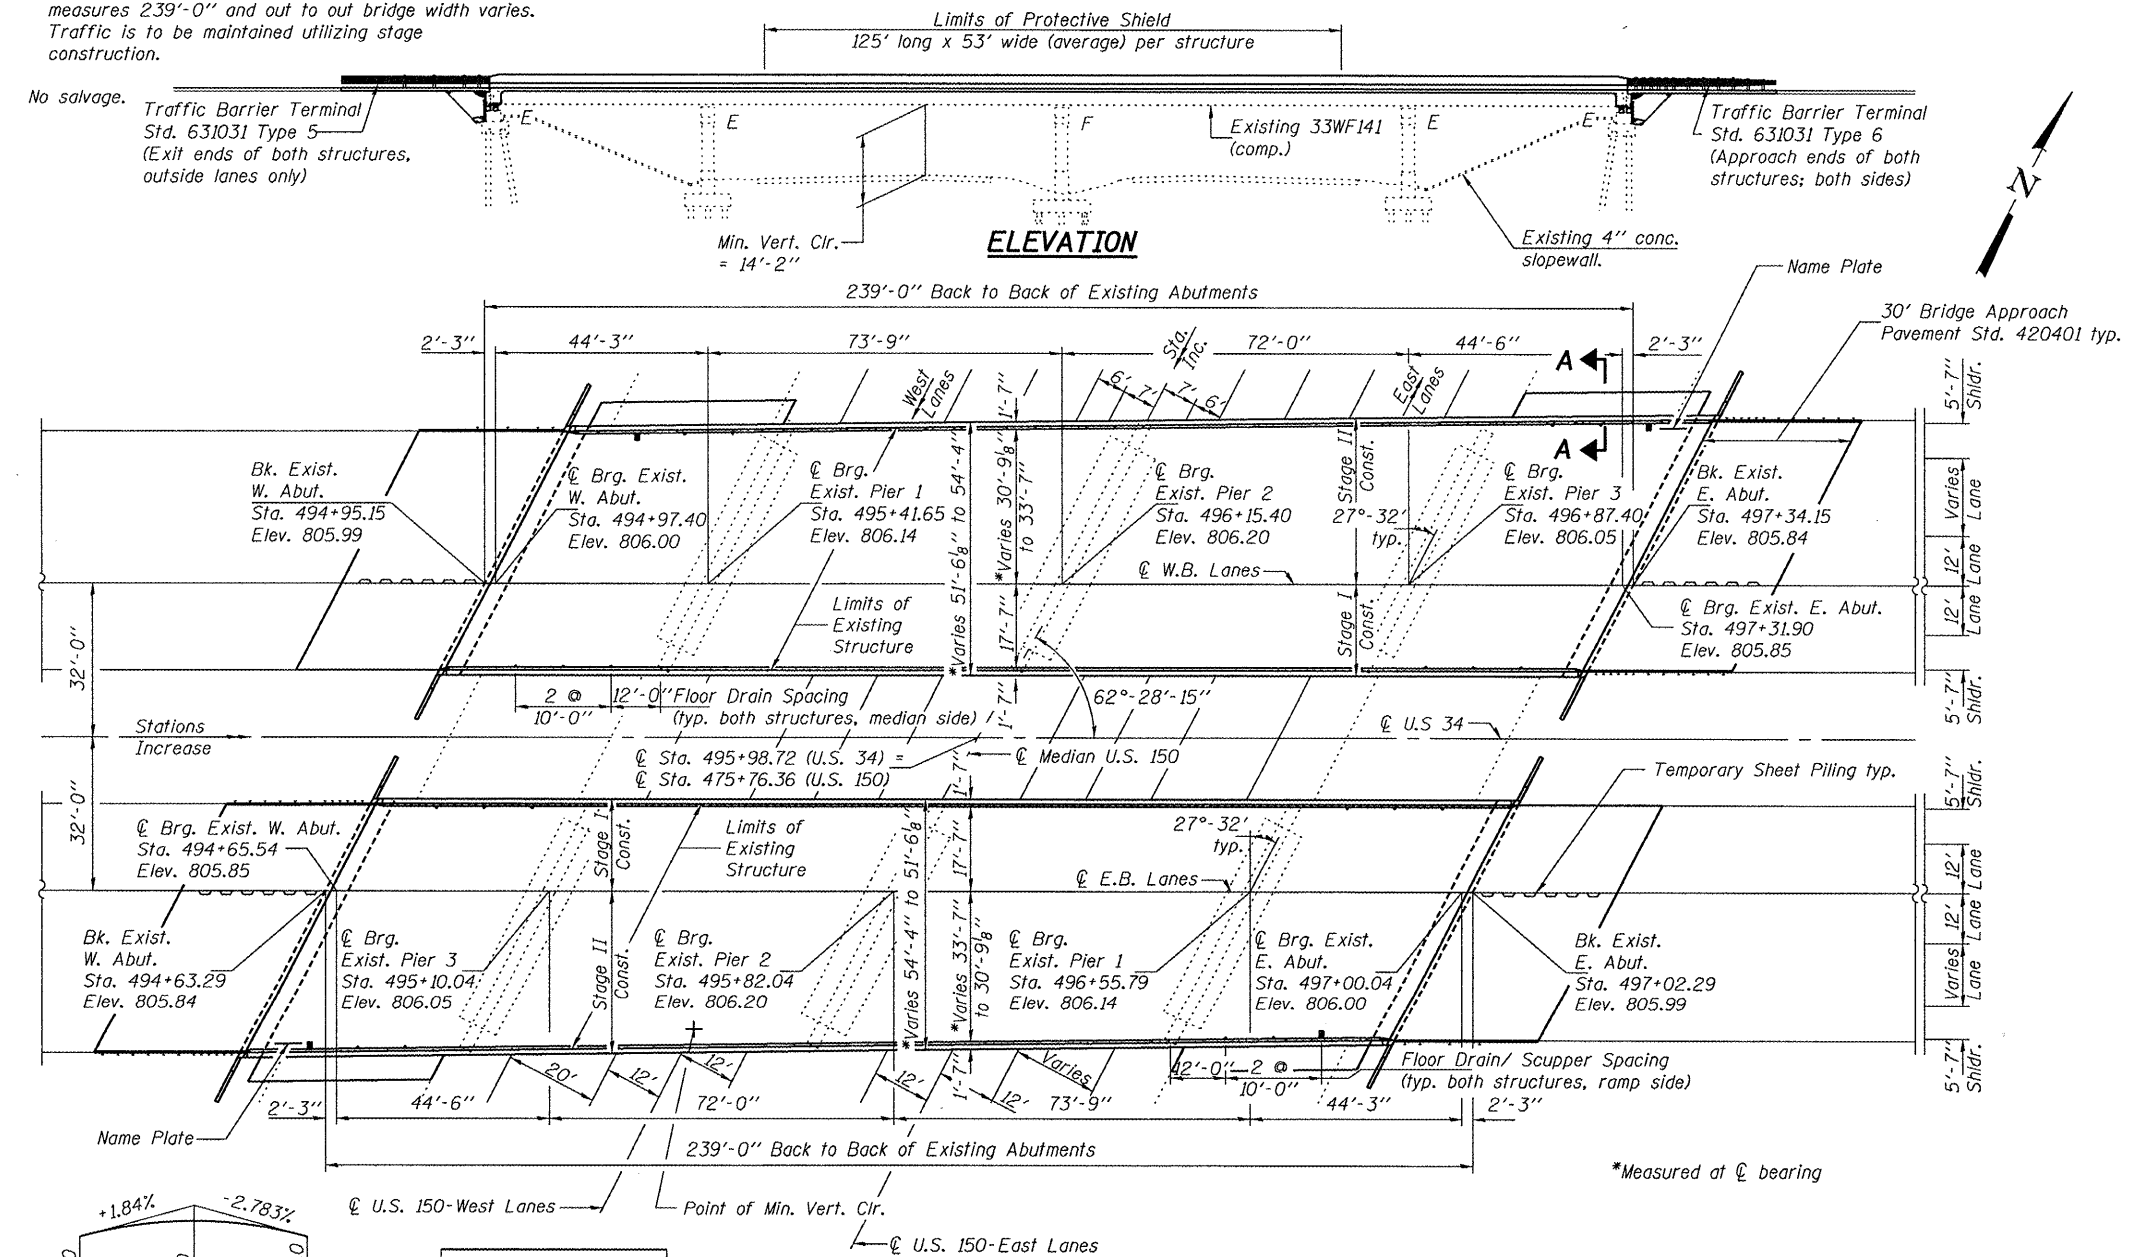 measures 239'-0" and out to out bridge width varies.
Traffic is to be maintained utilizing stage
construction.
No salvage.
Limits of Protective Shield
125' long x 53' wide (average) per structure
Traffic Barrier Terminal
Std. 631031 Type 5
(Exit ends of both structures,
outside lanes only)
E
E
F
E
E
Existing 33WF141
(comp.)
Traffic Barrier Terminal
Std. 631031 Type 6
(Approach ends of both
structures; both sides)
N
Min. Vert. Clr.
= 14'-2"
ELEVATION
Existing 4" conc.
slopewall.
Name Plate
239'-0" Back to Back of Existing Abutments
30' Bridge Approach
Pavement Std. 420401 typ.
2'-3"
44'-3"
73'-9"
Sta.
Inc.
72'-0"
44'-6"
2'-3"
A
A
West
Lanes
6'
7'
7'
6'
East
Lanes
1'-7"
5'-7"
Shldr.
Bk. Exist.
W. Abut.
Sta. 494+95.15
Elev. 805.99
℄ Brg. Exist.
W. Abut.
Sta. 494+97.40
Elev. 806.00
℄ Brg.
Exist. Pier 1
Sta. 495+41.65
Elev. 806.14
*Varies 51'-6⅛" to 54'-4"
*Varies 30'-9⅛"
to 33'-7"
℄ Brg.
Exist. Pier 2
Sta. 496+15.40
Elev. 806.20
Stage II
Const.
27°-32'
typ.
℄ Brg.
Exist. Pier 3
Sta. 496+87.40
Elev. 806.05
Bk. Exist.
E. Abut.
Sta. 497+34.15
Elev. 805.84
Varies
Lane
12'
Lane
12'
Lane
℄ W.B. Lanes
32'-0"
Limits of
Existing
Structure
17'-7"
Stage I
Const.
℄ Brg. Exist. E. Abut.
Sta. 497+31.90
Elev. 805.85
2 @
10'-0"
12'-0"
Floor Drain Spacing
(typ. both structures, median side)
1'-7"
62°-28'-15"
5'-7"
Shldr.
Stations
Increase
℄ U.S 34
℄ Sta. 495+98.72 (U.S. 34) =
℄ Sta. 475+76.36 (U.S. 150)
℄ Median U.S. 150
Temporary Sheet Piling typ.
32'-0"
1'-7"
5'-7"
Shldr.
℄ Brg. Exist. W. Abut.
Sta. 494+65.54
Elev. 805.85
Stage I
Const.
Limits of
Existing
Structure
17'-7"
27°-32'
typ.
℄ E.B. Lanes
12'
Lane
12'
Lane
Varies
Lane
Bk. Exist.
W. Abut.
Sta. 494+63.29
Elev. 805.84
℄ Brg.
Exist. Pier 3
Sta. 495+10.04
Elev. 806.05
Stage II
Const.
℄ Brg.
Exist. Pier 2
Sta. 495+82.04
Elev. 806.20
*Varies 54'-4" to 51'-6⅛"
*Varies 33'-7"
to 30'-9⅛"
℄ Brg.
Exist. Pier 1
Sta. 496+55.79
Elev. 806.14
℄ Brg. Exist.
E. Abut.
Sta. 497+00.04
Elev. 806.00
Bk. Exist.
E. Abut.
Sta. 497+02.29
Elev. 805.99
20'
12'
12'
12'
1'-7"
Varies
12'
12'-0"
2 @
10'-0"
Floor Drain/ Scupper Spacing
(typ. both structures, ramp side)
5'-7"
Shldr.
2'-3"
44'-6"
72'-0"
73'-9"
44'-3"
2'-3"
Name Plate
239'-0" Back to Back of Existing Abutments
*Measured at ℄ bearing
+1.84%
-2.783%
℄ U.S. 150-West Lanes
Point of Min. Vert. Clr.
℄ U.S. 150-East Lanes